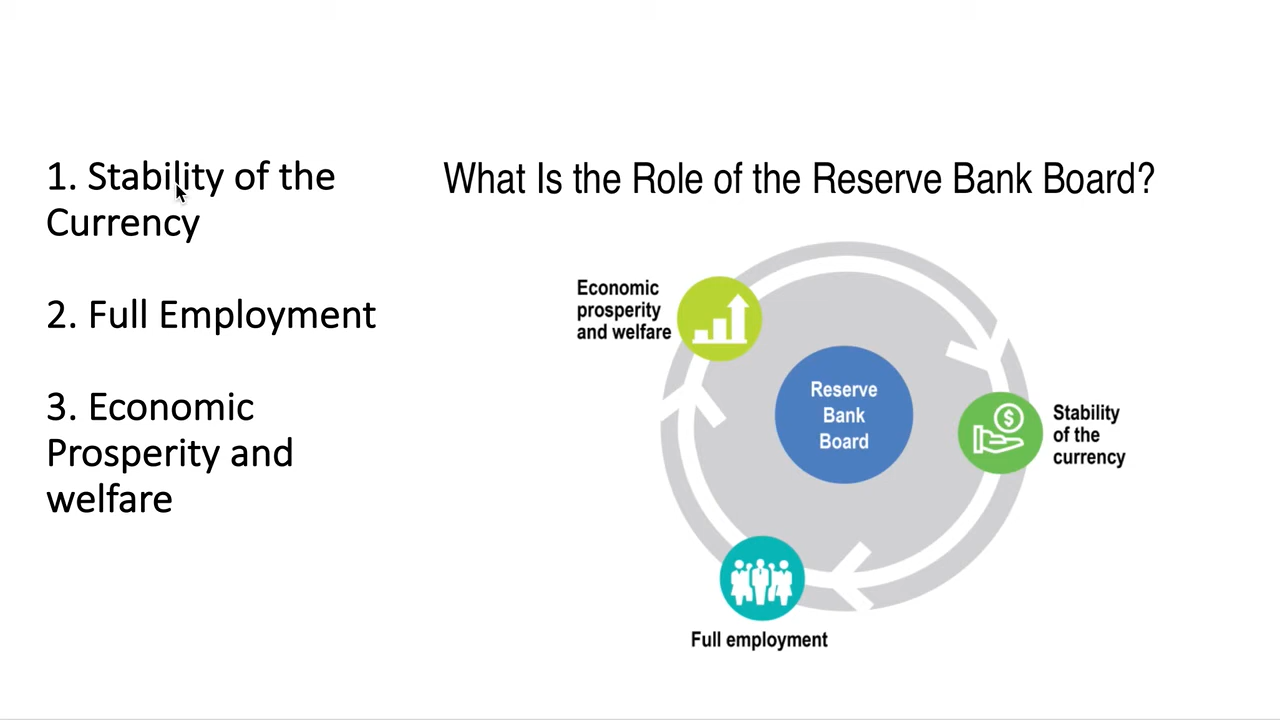 1. Stability of the
Currency
2. Full Employment
3. Economic
Prosperity and
welfare
What Is the Role of the Reserve Bank Board?
Economic
prosperity
and welfare
Reserve
Bank
Board
$
Stability
of the
currency
Full employment